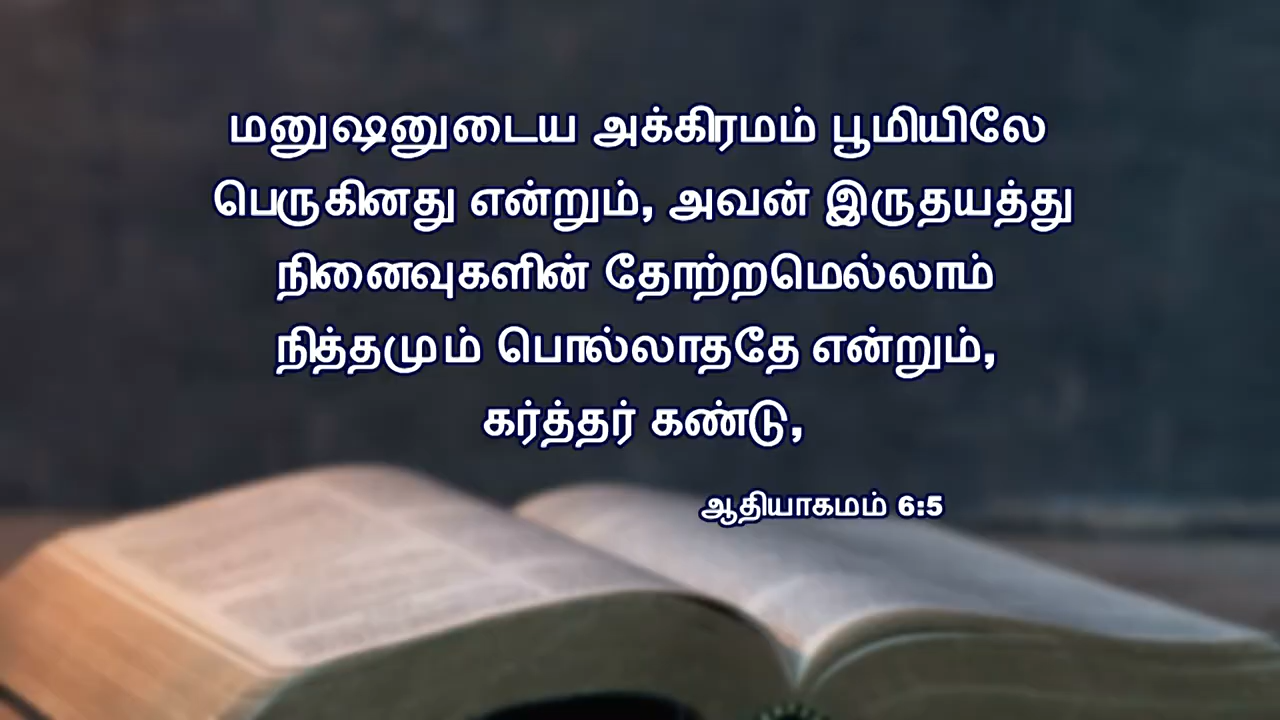 மனுஷனுடைய அக்கிரமம் பூமியிலே
பெருகினது என்றும், அவன் இருதயத்து
நினைவுகளின் தோற்றமெல்லாம்
நித்தமும் பொல்லாததே என்றும்,
கர்த்தர் கண்டு,
ஆதியாகமம் 6:5